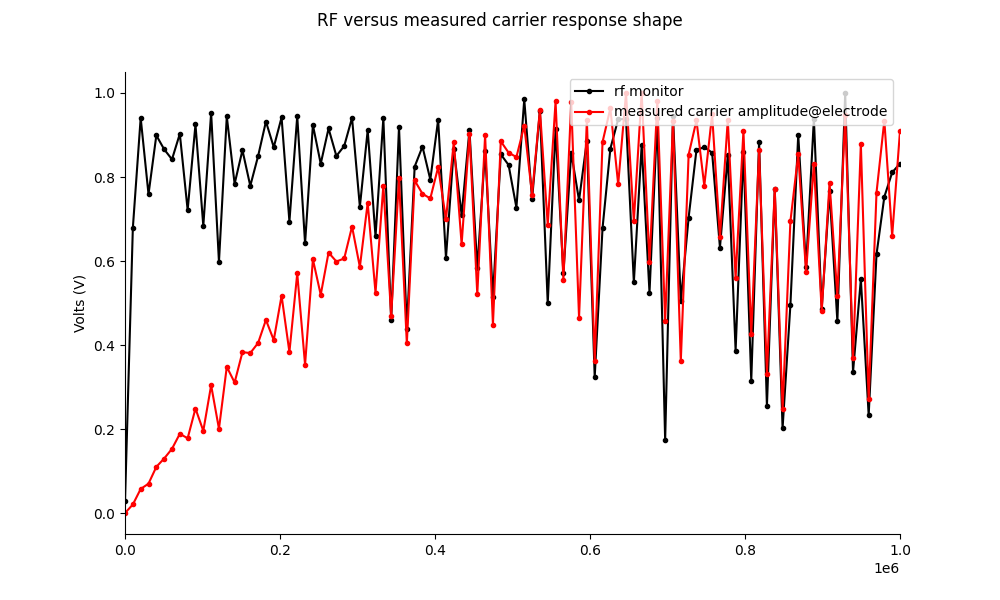 RF versus measured carrier response shape
rf monitor
measured carrier amplitude@electrode
Volts (V)
1.0
0.8
0.6
0.4
0.2
0.0
0.0 0.2 0.4 0.6 0.8 1.0
1e6